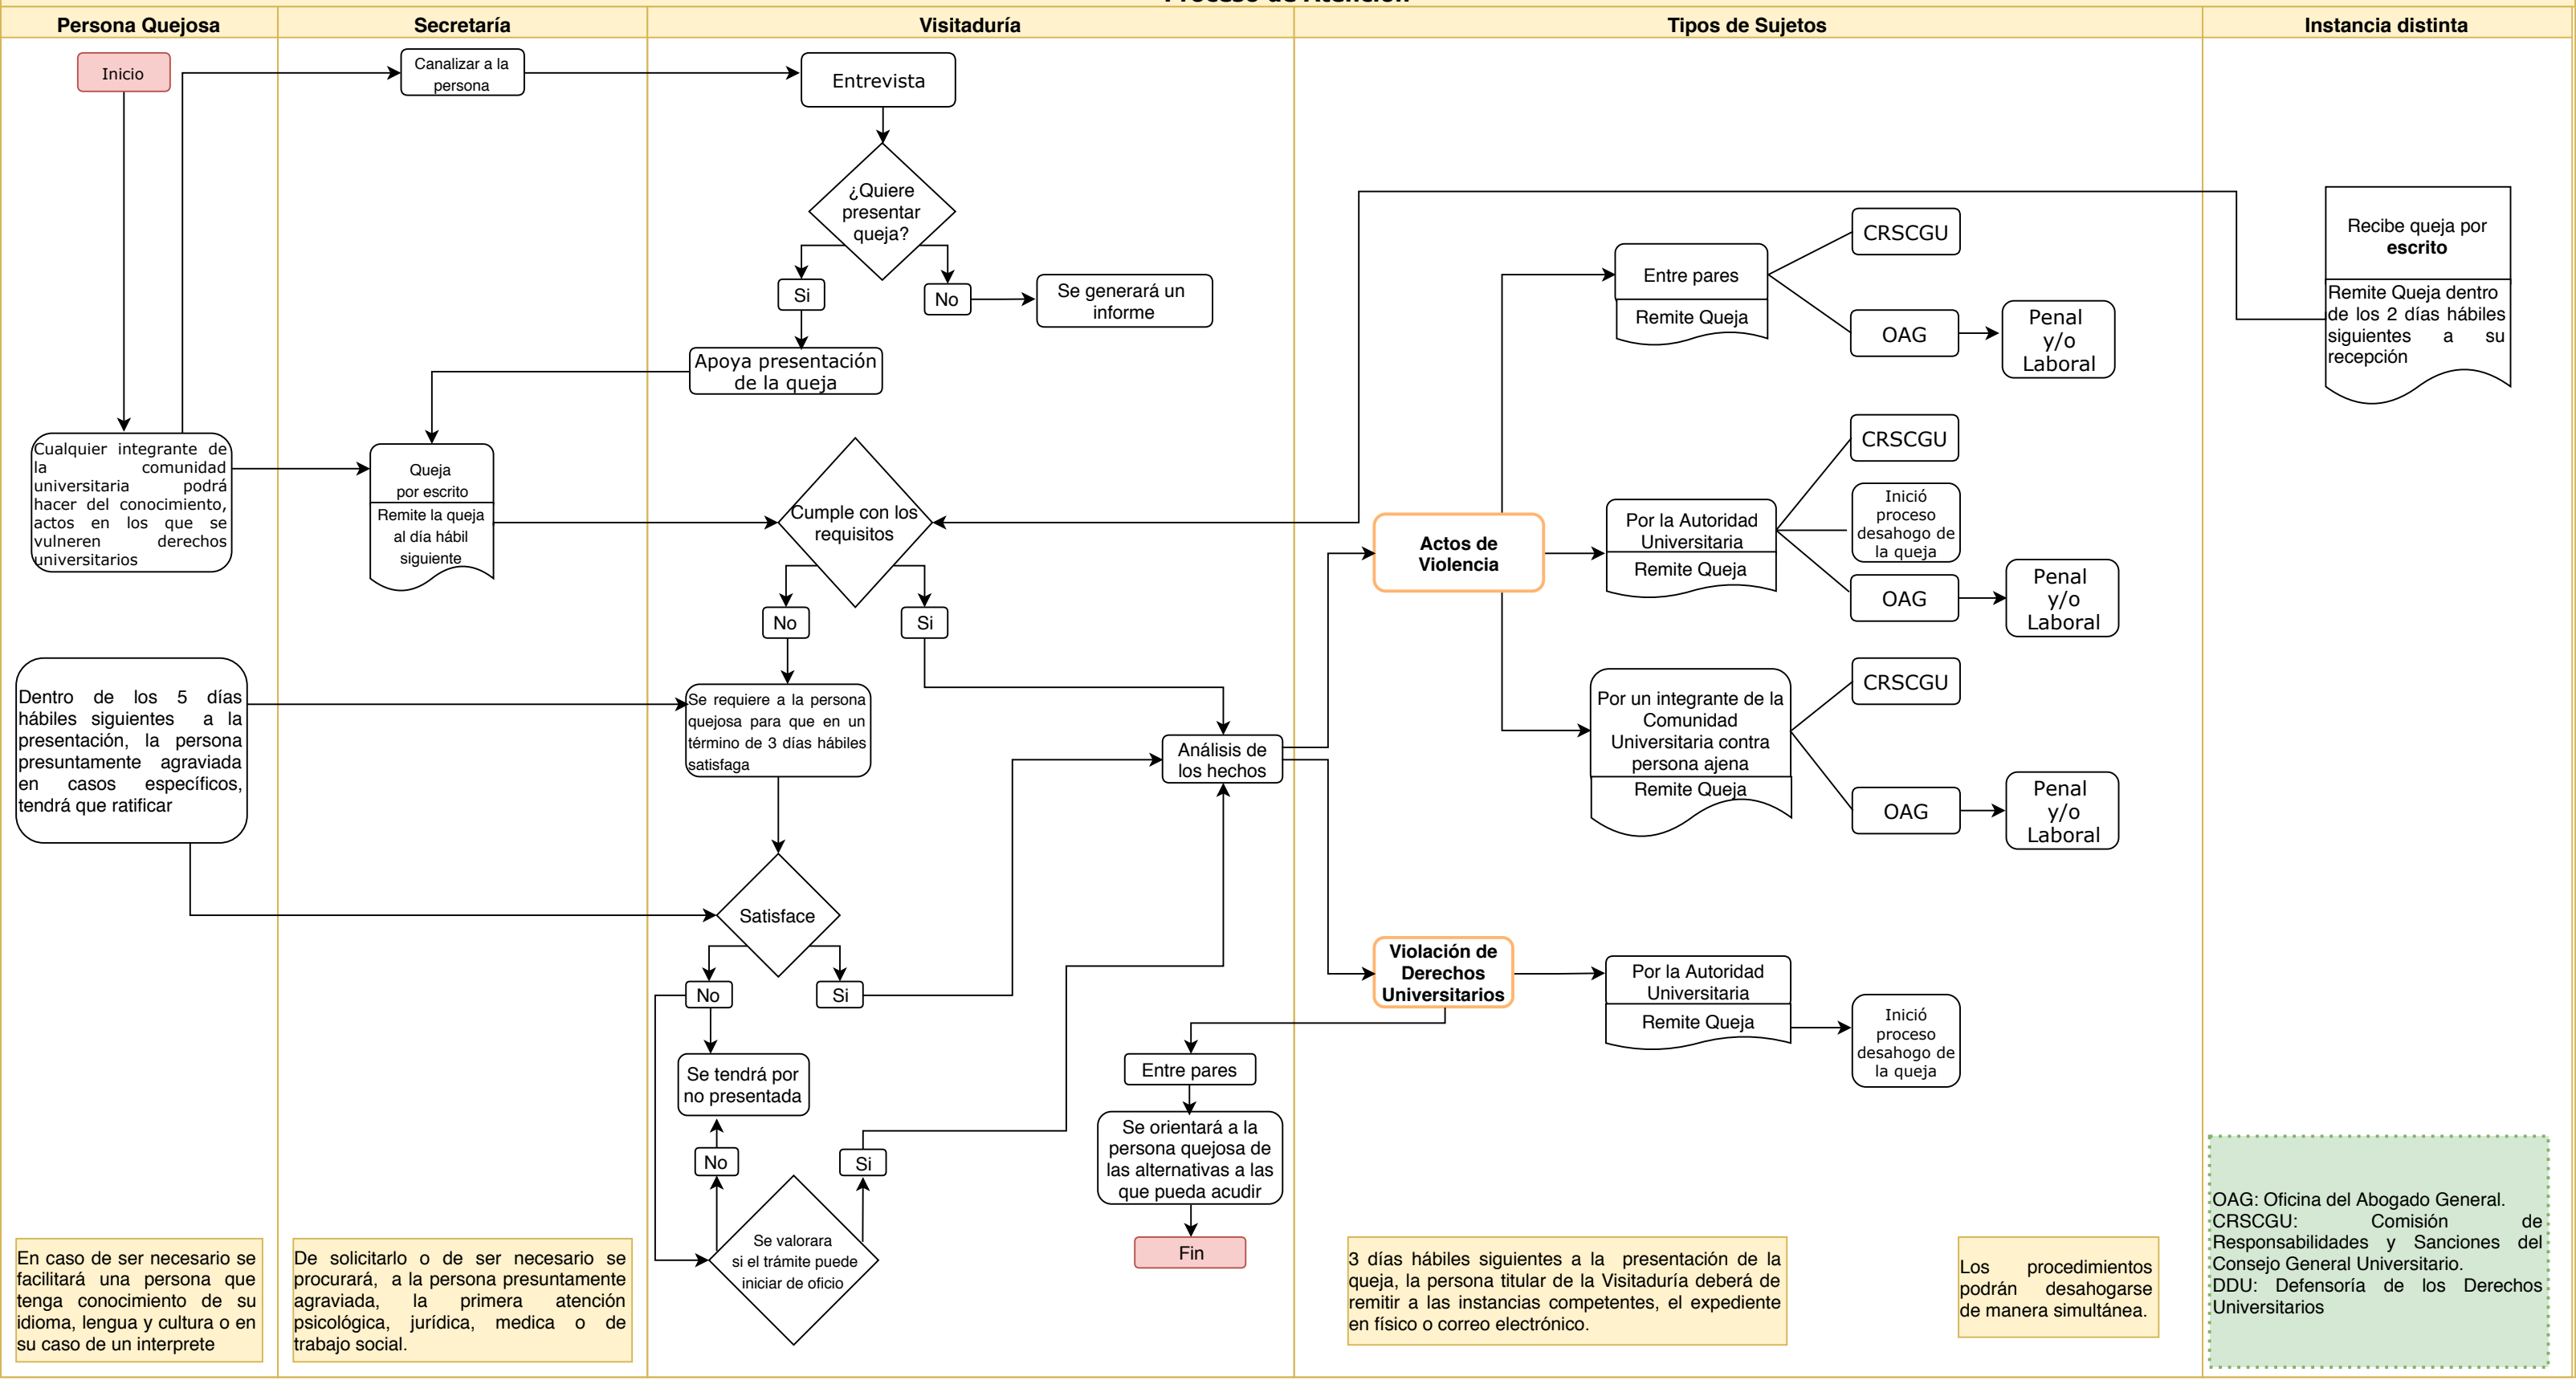 Proceso de Atención
Persona Quejosa
Secretaría
Visitaduría
Tipos de Sujetos
Instancia distinta
Inicio
Canalizar a la
persona
Entrevista
¿Quiere
presentar
queja?
Si
No
Se generará un
informe
Apoya presentación
de la queja
Cualquier integrante de
la comunidad
universitaria podrá
hacer del conocimiento,
actos en los que se
vulneren derechos
universitarios
Queja
por escrito
Remite la queja
al día hábil
siguiente
Cumple con los
requisitos
No
Si
Dentro de los 5 días
hábiles siguientes a la
presentación, la persona
presuntamente agraviada
en casos específicos,
tendrá que ratificar
Se requiere a la persona
quejosa para que en un
término de 3 días hábiles
satisfaga
Análisis de
los hechos
Satisface
No
Si
Se tendrá por
no presentada
No
Si
Se valorara
si el trámite puede
iniciar de oficio
Entre pares
Se orientará a la
persona quejosa de
las alternativas a las
que pueda acudir
Fin
Actos de
Violencia
Entre pares
Remite Queja
CRSCGU
OAG
Penal
y/o
Laboral
Por la Autoridad
Universitaria
Remite Queja
CRSCGU
Inició
proceso
desahogo de
la queja
OAG
Penal
y/o
Laboral
Por un integrante de la
Comunidad
Universitaria contra
persona ajena
Remite Queja
CRSCGU
OAG
Penal
y/o
Laboral
Violación de
Derechos
Universitarios
Por la Autoridad
Universitaria
Remite Queja
Inició
proceso
desahogo de
la queja
Recibe queja por
escrito
Remite Queja dentro
de los 2 días hábiles
siguientes a su
recepción
En caso de ser necesario se
facilitará una persona que
tenga conocimiento de su
idioma, lengua y cultura o en
su caso de un interprete
De solicitarlo o de ser necesario se
procurará, a la persona presuntamente
agraviada, la primera atención
psicológica, jurídica, medica o de
trabajo social.
3 días hábiles siguientes a la presentación de la
queja, la persona titular de la Visitaduría deberá de
remitir a las instancias competentes, el expediente
en físico o correo electrónico.
Los procedimientos
podrán desahogarse
de manera simultánea.
OAG: Oficina del Abogado General.
CRSCGU: Comisión de
Responsabilidades y Sanciones del
Consejo General Universitario.
DDU: Defensoría de los Derechos
Universitarios